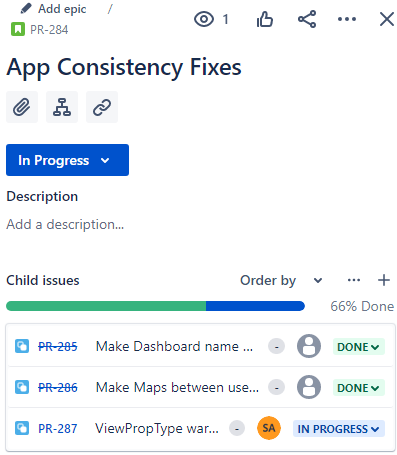 Add epic /
PR-284
1
App Consistency Fixes
In Progress
Description
Add a description...
Child issues Order by
66% Done
PR-285 Make Dashboard name ... - DONE
PR-286 Make Maps between use... - DONE
PR-287 ViewPropType war... - SA IN PROGRESS